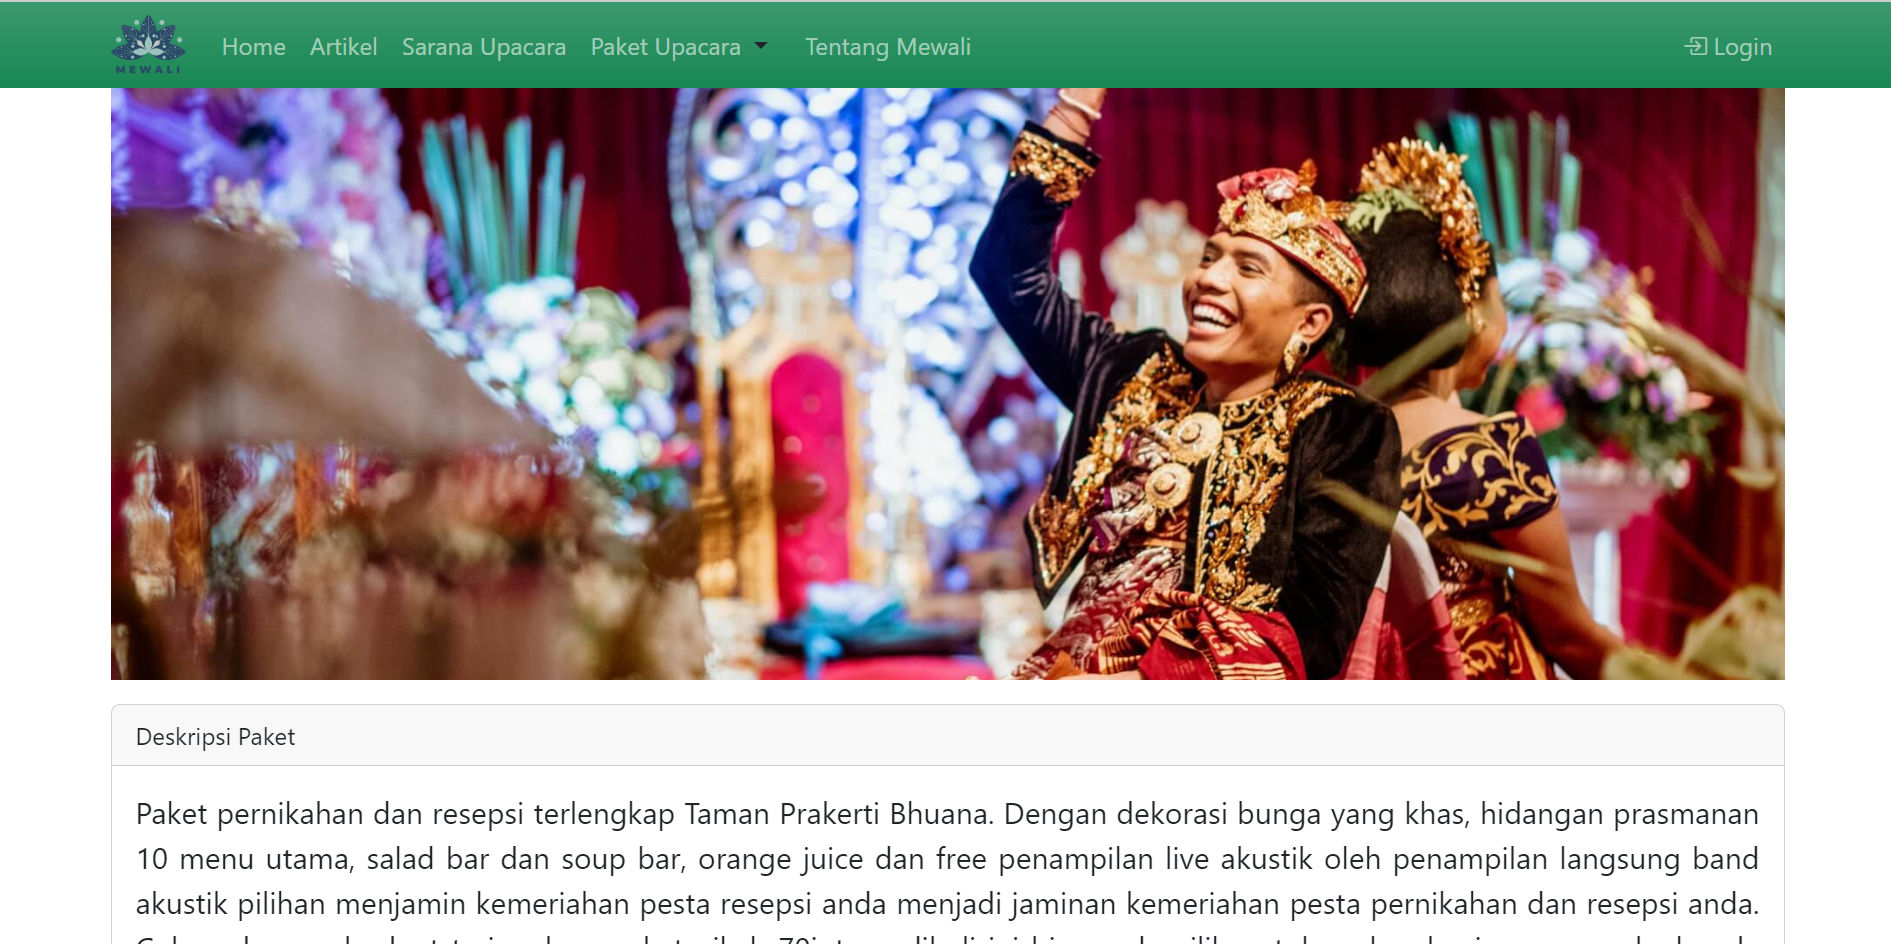 MEWALI
Home Artikel Sarana Upacara Paket Upacara Tentang Mewali Login
Deskripsi Paket
Paket pernikahan dan resepsi terlengkap Taman Prakerti Bhuana. Dengan dekorasi bunga yang khas, hidangan prasmanan
10 menu utama, salad bar dan soup bar, orange juice dan free penampilan live akustik oleh penampilan langsung band
akustik pilihan menjamin kemeriahan pesta resepsi anda menjadi jaminan kemeriahan pesta pernikahan dan resepsi anda.